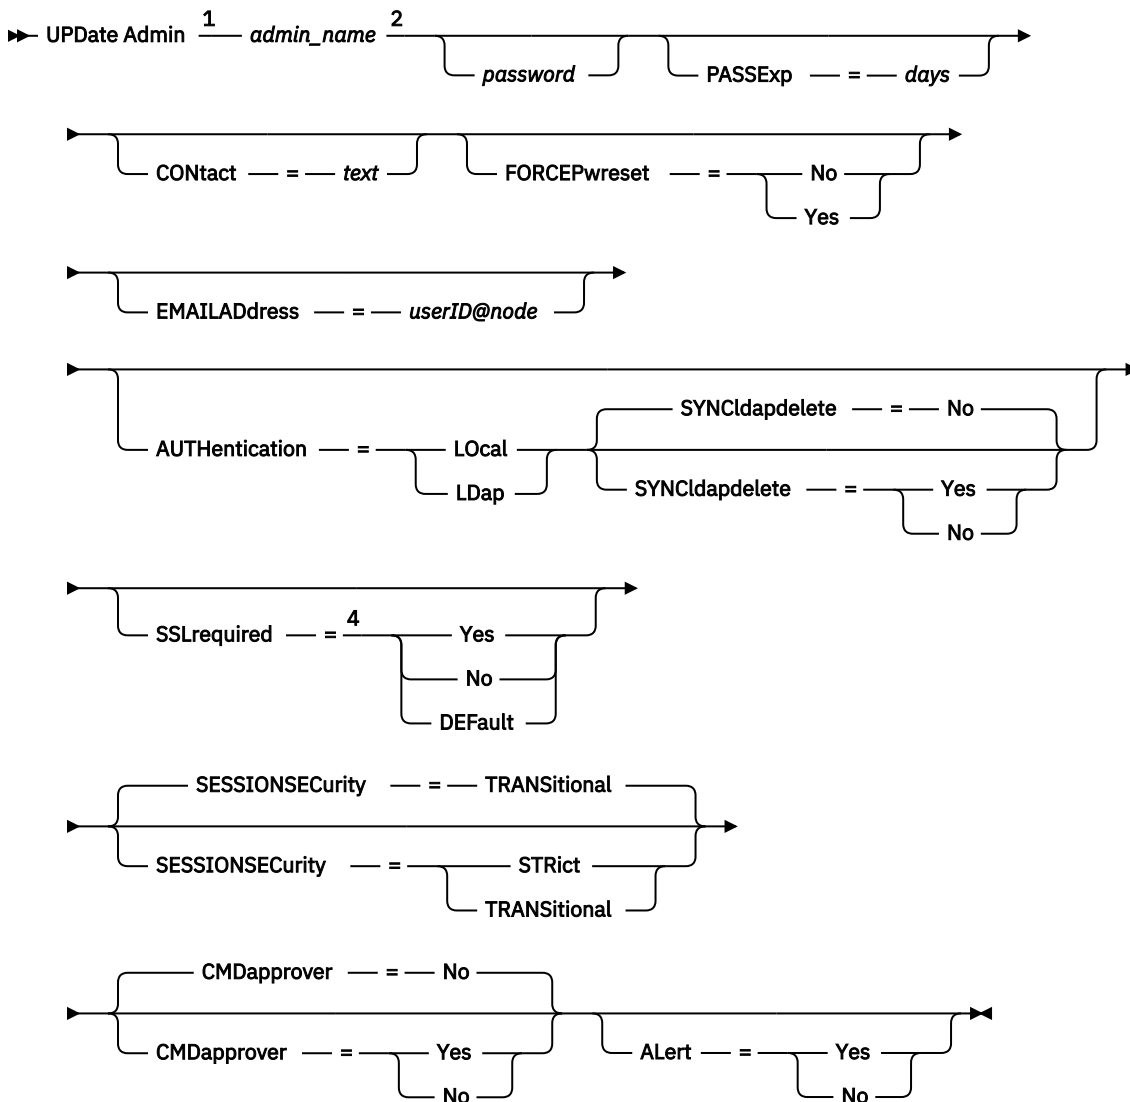 UPDate Admin 1 admin_name 2
password
PASSExp = days
CONtact = text
FORCEPwreset = No
Yes
EMAILADdress = userID@node
SYNCldapdelete = No
AUTHentication = LOcal
LDap
SYNCldapdelete = Yes
No
SSLrequired = 4 Yes
No
DEFault
SESSIONSECurity = TRANSitional
SESSIONSECurity = STRict
TRANSitional
CMDapprover = No
CMDapprover = Yes
No
ALert = Yes
No